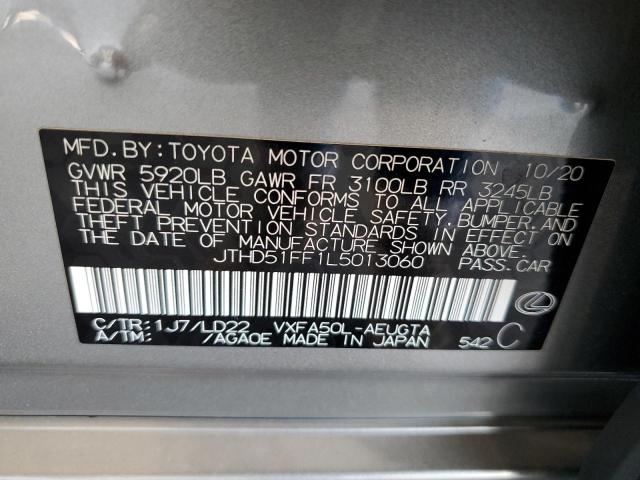 MFD. BY: TOYOTA MOTOR CORPORATION 10/20
GVWR 5920LB GAWR FR 3100LB RR 3245LB
THIS VEHICLE CONFORMS TO ALL APPLICABLE
FEDERAL MOTOR VEHICLE SAFETY, BUMPER, AND
THEFT PREVENTION STANDARDS IN EFFECT ON
THE DATE OF MANUFACTURE SHOWN ABOVE.
JTHD51FF1L5013060 PASS. CAR
C/TR: 1J7/LD22 VXFA50L-AEUGTA
A/TM: /AGA0E MADE IN JAPAN 542 C